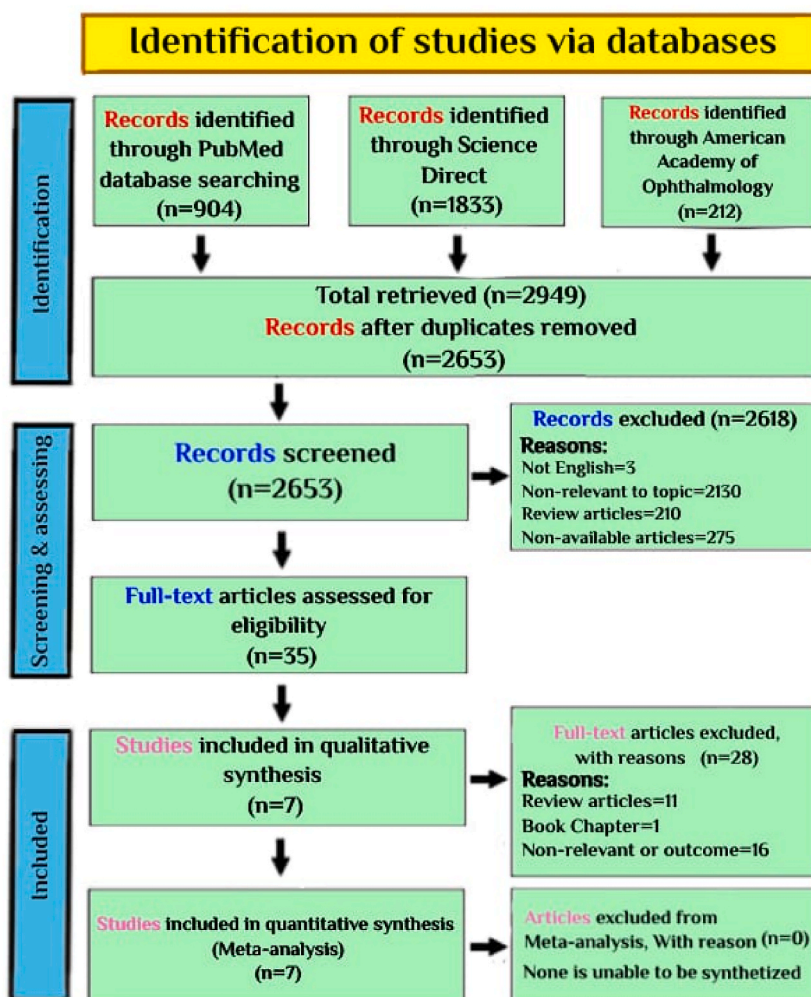 Identification of studies via databases
Identification
Records identified
through PubMed
database searching
(n=904)
Records identified
through Science
Direct
(n=1833)
Records identified
through American
Academy of
Ophthalmology
(n=212)
Total retrieved (n=2949)
Records after duplicates removed
(n=2653)
Screening & assessing
Records screened
(n=2653)
Records excluded (n=2618)
Reasons:
Not English=3
Non-relevant to topic=2130
Review articles=210
Non-available articles=275
Full-text articles assessed for
eligibility
(n=35)
Included
Studies included in qualitative
synthesis
(n=7)
Full-text articles excluded,
with reasons (n=28)
Reasons:
Review articles=11
Book Chapter=1
Non-relevant or outcome=16
Studies included in quantitative synthesis
(Meta-analysis)
(n=7)
Articles excluded from
Meta-analysis, With reason (n=0)
None is unable to be synthetized